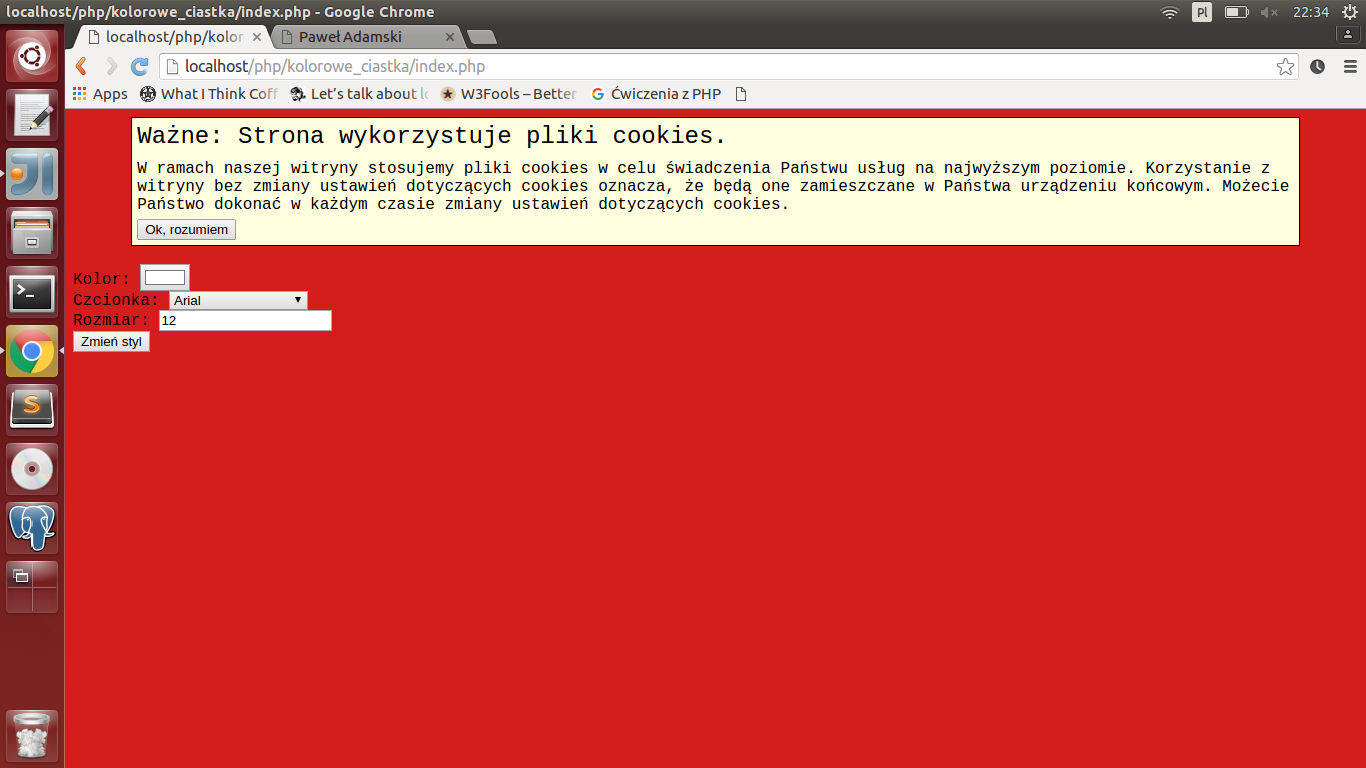 localhost/php/kolorowe_ciastka/index.php - Google Chrome
Pl
22:34
localhost/php/kolor
Paweł Adamski
localhost/php/kolorowe_ciastka/index.php
Apps
What I Think Coff
Let's talk about lo
W3Fools – Better
Ćwiczenia z PHP
Ważne: Strona wykorzystuje pliki cookies.
W ramach naszej witryny stosujemy pliki cookies w celu świadczenia Państwu usług na najwyższym poziomie. Korzystanie z
witryny bez zmiany ustawień dotyczących cookies oznacza, że będą one zamieszczane w Państwa urządzeniu końcowym. Możecie
Państwo dokonać w każdym czasie zmiany ustawień dotyczących cookies.
Ok, rozumiem
Kolor:
Czcionka: Arial
Rozmiar: 12
Zmień styl